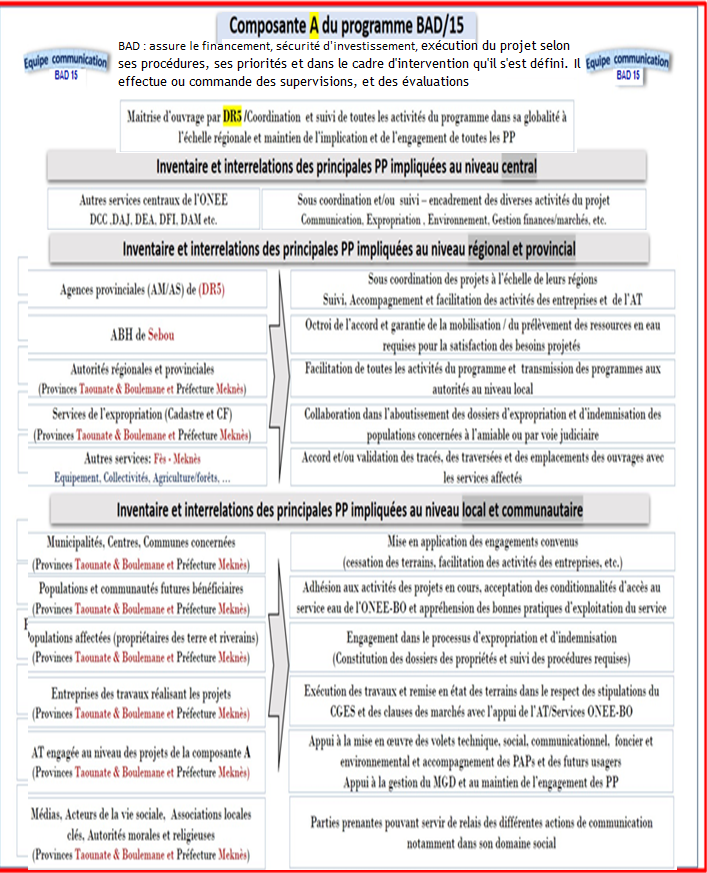 Composante A du programme BAD/15
Equipe communication
BAD 15
BAD : assure le financement, sécurité d'investissement, exécution du projet selon
ses procédures, ses priorités et dans le cadre d'intervention qu'il s'est défini. Il
effectue ou commande des supervisions, et des évaluations
Equipe communication
BAD 15
Maitrise d'ouvrage par DR5 /Coordination et suivi de toutes les activités du programme dans sa globalité à
l'échelle régionale et maintien de l'implication et de l'engagement de toutes les PP
Inventaire et interrelations des principales PP impliquées au niveau central
Autres services centraux de l'ONEE
DCC ,DAJ, DEA, DFI, DAM etc.
Sous coordination et/ou suivi – encadrement des diverses activités du projet
Communication, Expropriation , Environnement, Gestion finances/marchés, etc.
Inventaire et interrelations des principales PP impliquées au niveau régional et provincial
Agences provinciales (AM/AS) de (DR5)
Sous coordination des projets à l'échelle de leurs régions
Suivi, Accompagnement et facilitation des activités des entreprises et de l'AT
ABH de Sebou
Octroi de l'accord et garantie de la mobilisation / du prélèvement des ressources en eau
requises pour la satisfaction des besoins projetés
Autorités régionales et provinciales
(Provinces Taounate & Boulemane et Préfecture Meknès)
Facilitation de toutes les activités du programme et transmission des programmes aux
autorités au niveau local
Services de l'expropriation (Cadastre et CF)
(Provinces Taounate & Boulemane et Préfecture Meknès)
Collaboration dans l'aboutissement des dossiers d'expropriation et d'indemnisation des
populations concernées à l'amiable ou par voie judiciaire
Autres services: Fès - Meknès
Equipement, Collectivités, Agriculture/forêts, ...
Accord et/ou validation des tracés, des traversées et des emplacements des ouvrages avec
les services affectés
Inventaire et interrelations des principales PP impliquées au niveau local et communautaire
Municipalités, Centres, Communes concernées
(Provinces Taounate & Boulemane et Préfecture Meknès)
Mise en application des engagements convenus
(cessation des terrains, facilitation des activités des entreprises, etc.)
Populations et communautés futures bénéficiaires
(Provinces Taounate & Boulemane et Préfecture Meknès)
Adhésion aux activités des projets en cours, acceptation des conditionnalités d'accès au
service eau de l'ONEE-BO et appréhension des bonnes pratiques d'exploitation du service
opulations affectées (propriétaires des terre et riverains)
(Provinces Taounate & Boulemane et Préfecture Meknès)
Engagement dans le processus d'expropriation et d'indemnisation
(Constitution des dossiers des propriétés et suivi des procédures requises)
Entreprises des travaux réalisant les projets
(Provinces Taounate & Boulemane et Préfecture Meknès)
Exécution des travaux et remise en état des terrains dans le respect des stipulations du
CGES et des clauses des marchés avec l'appui de l'AT/Services ONEE-BO
AT engagée au niveau des projets de la composante A
(Provinces Taounate & Boulemane et Préfecture Meknès)
Appui à la mise en œuvre des volets technique, social, communicationnel, foncier et
environnemental et accompagnement des PAPs et des futurs usagers
Appui à la gestion du MGD et au maintien de l'engagement des PP
Médias, Acteurs de la vie sociale, Associations locales
clés, Autorités morales et religieuses
(Provinces Taounate & Boulemane et Préfecture Meknès)
Parties prenantes pouvant servir de relais des différentes actions de communication
notamment dans son domaine social